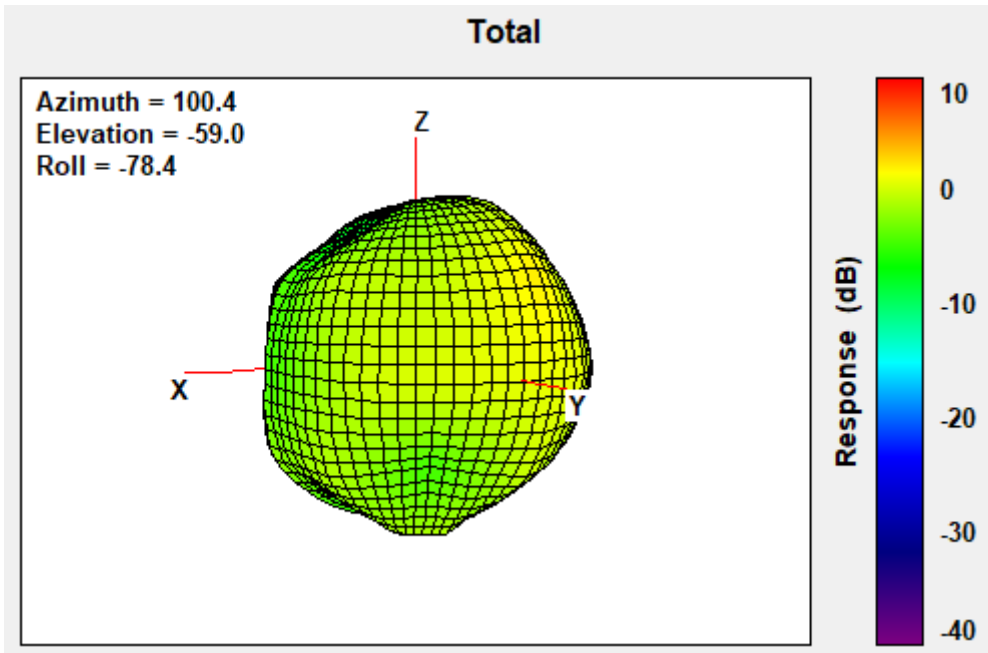 Total
Azimuth = 100.4
Elevation = -59.0
Roll = -78.4
Z
X
Y
10
0
-10
-20
-30
-40
Response (dB)